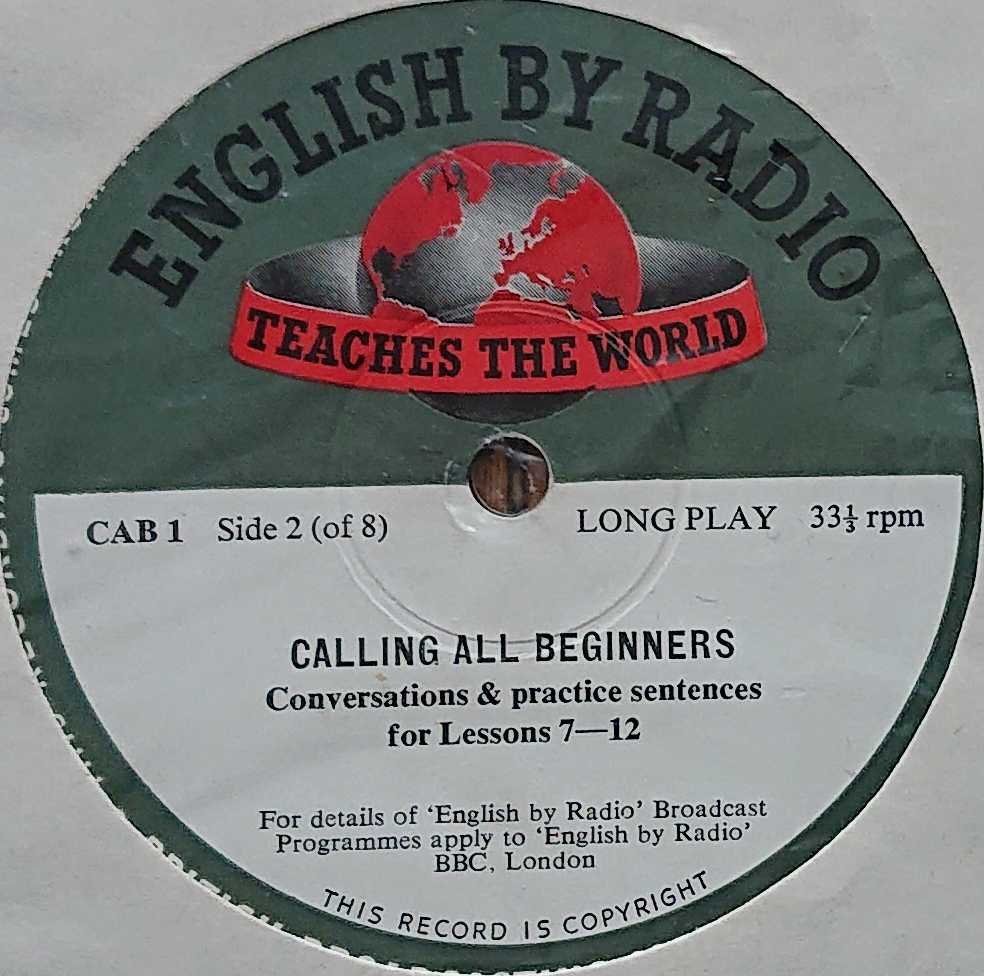 ENGLISH BY RADIO
TEACHES THE WORLD
CAB 1 Side 2 (of 8)
LONG PLAY 33⅓ rpm
CALLING ALL BEGINNERS
Conversations & practice sentences
for Lessons 7—12
For details of ‘English by Radio’ Broadcast
Programmes apply to ‘English by Radio’
BBC, London
THIS RECORD IS COPYRIGHT